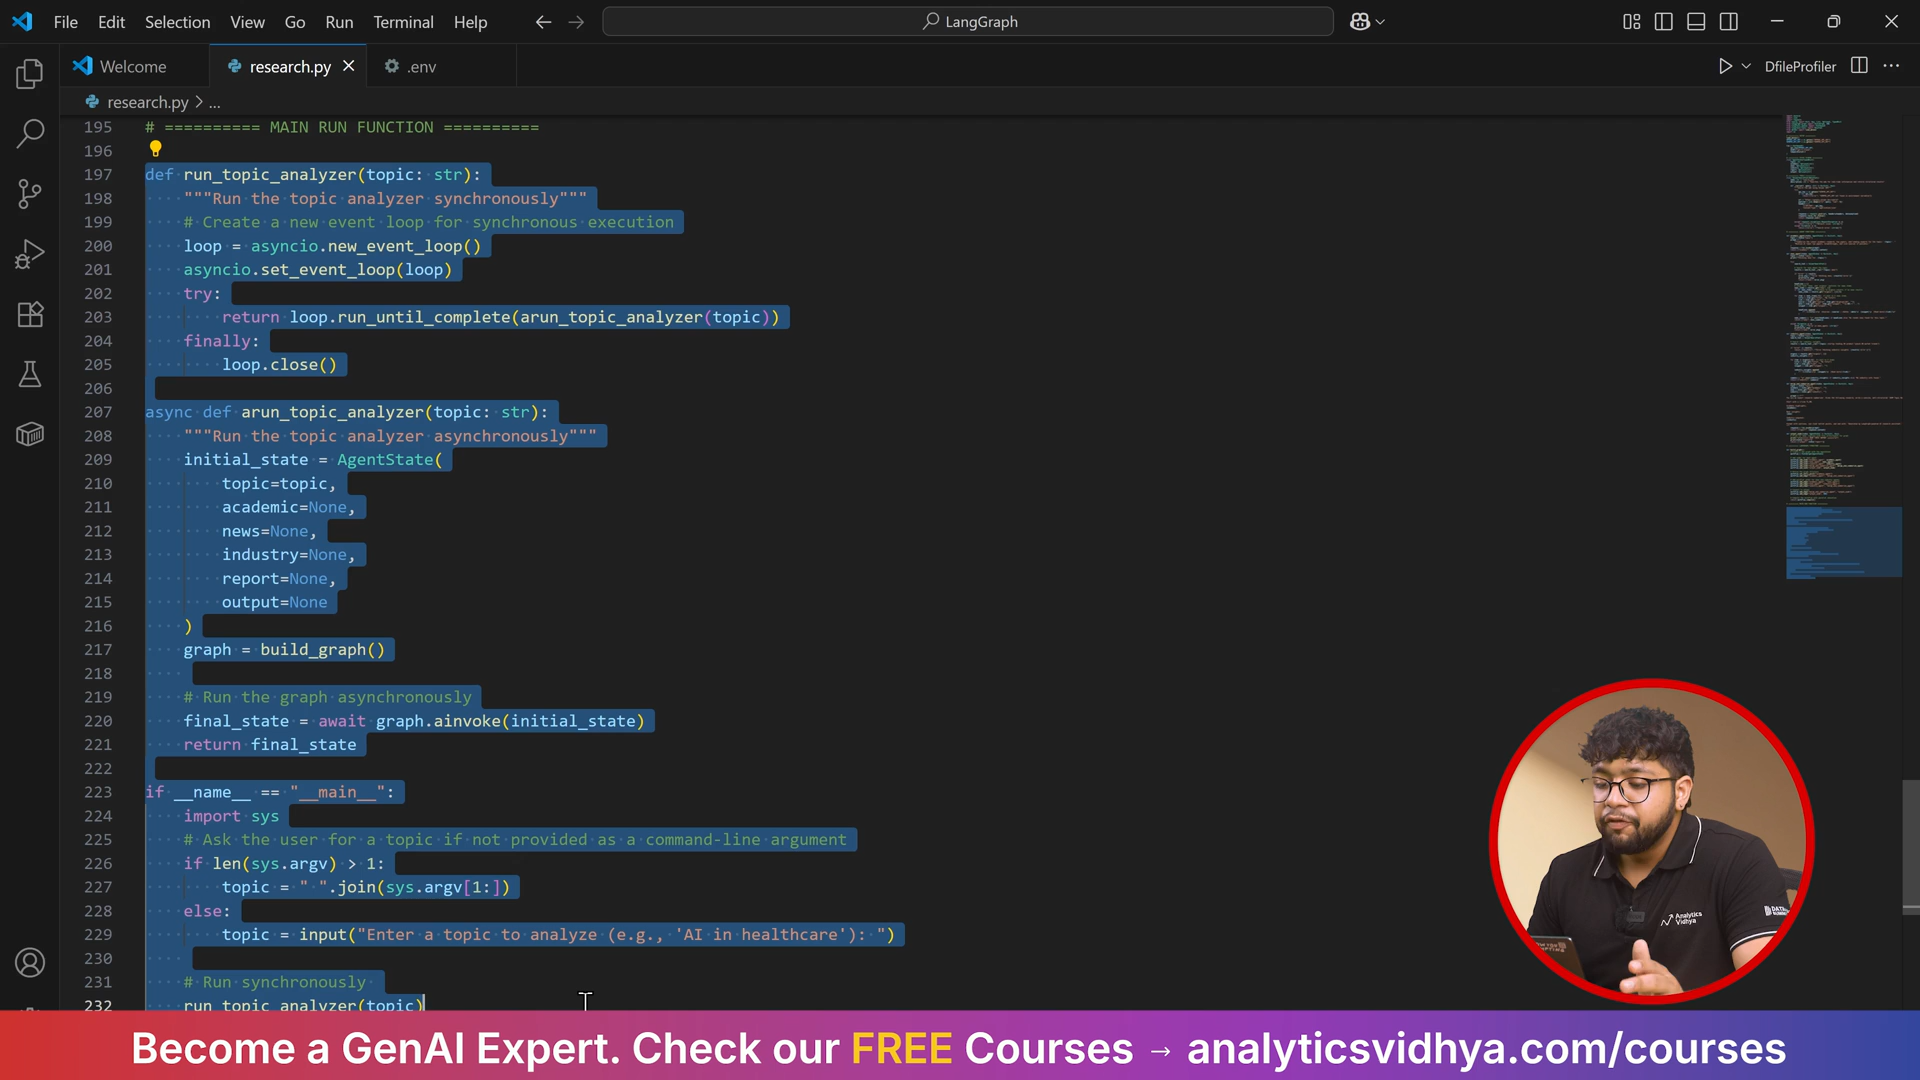 File Edit Selection View Go Run Terminal Help
LangGraph
Welcome research.py .env
DfileProfiler
research.py > ...
195 # ========== MAIN RUN FUNCTION ==========
196
197 def run_topic_analyzer(topic: str):
198 """Run the topic analyzer synchronously"""
199 # Create a new event loop for synchronous execution
200 loop = asyncio.new_event_loop()
201 asyncio.set_event_loop(loop)
202 try:
203 return loop.run_until_complete(arun_topic_analyzer(topic))
204 finally:
205 loop.close()
206
207 async def arun_topic_analyzer(topic: str):
208 """Run the topic analyzer asynchronously"""
209 initial_state = AgentState(
210 topic=topic,
211 academic=None,
212 news=None,
213 industry=None,
214 report=None,
215 output=None
216 )
217 graph = build_graph()
218
219 # Run the graph asynchronously
220 final_state = await graph.ainvoke(initial_state)
221 return final_state
222
223 if __name__ == "__main__":
224 import sys
225 # Ask the user for a topic if not provided as a command-line argument
226 if len(sys.argv) > 1:
227 topic = " ".join(sys.argv[1:])
228 else:
229 topic = input("Enter a topic to analyze (e.g., 'AI in healthcare'): ")
230
231 # Run synchronously
232 run_topic_analyzer(topic)
Analytics
Vidhya
Become a GenAI Expert. Check our FREE Courses → analyticsvidhya.com/courses